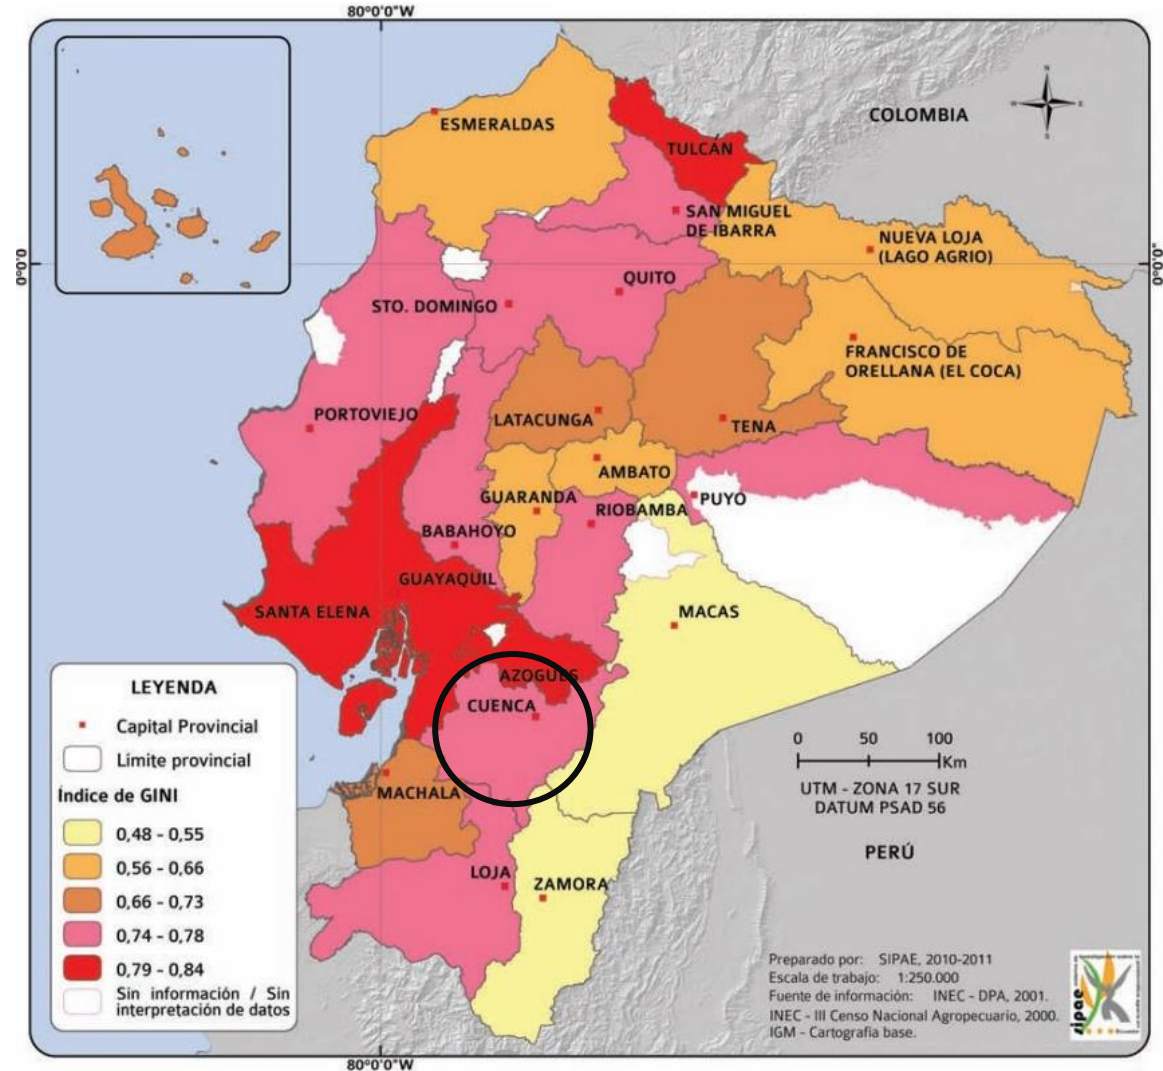 80°0'0"W
COLOMBIA
N
W
E
S
ESMERALDAS
TULCÁN
SAN MIGUEL
DE IBARRA
NUEVA LOJA
(LAGO AGRIO)
0°0'0"
0°0'0"
QUITO
STO. DOMINGO
FRANCISCO DE
ORELLANA (EL COCA)
PORTOVIEJO
LATACUNGA
TENA
AMBATO
GUARANDA
PUYO
RIOBAMBA
BABAHOYO
GUAYAQUIL
SANTA ELENA
MACAS
AZOGUES
CUENCA
MACHALA
LOJA
ZAMORA
0 50 100
Km
UTM - ZONA 17 SUR
DATUM PSAD 56
PERÚ
LEYENDA
Capital Provincial
Limite provincial
Índice de GINI
0,48 - 0,55
0,56 - 0,66
0,66 - 0,73
0,74 - 0,78
0,79 - 0,84
Sin información / Sin
interpretación de datos
Preparado por: SIPAE, 2010-2011
Escala de trabajo: 1:250.000
Fuente de información: INEC - DPA, 2001.
INEC - III Censo Nacional Agropecuario, 2000.
IGM - Cartografia base.
sipae
80°0'0"W